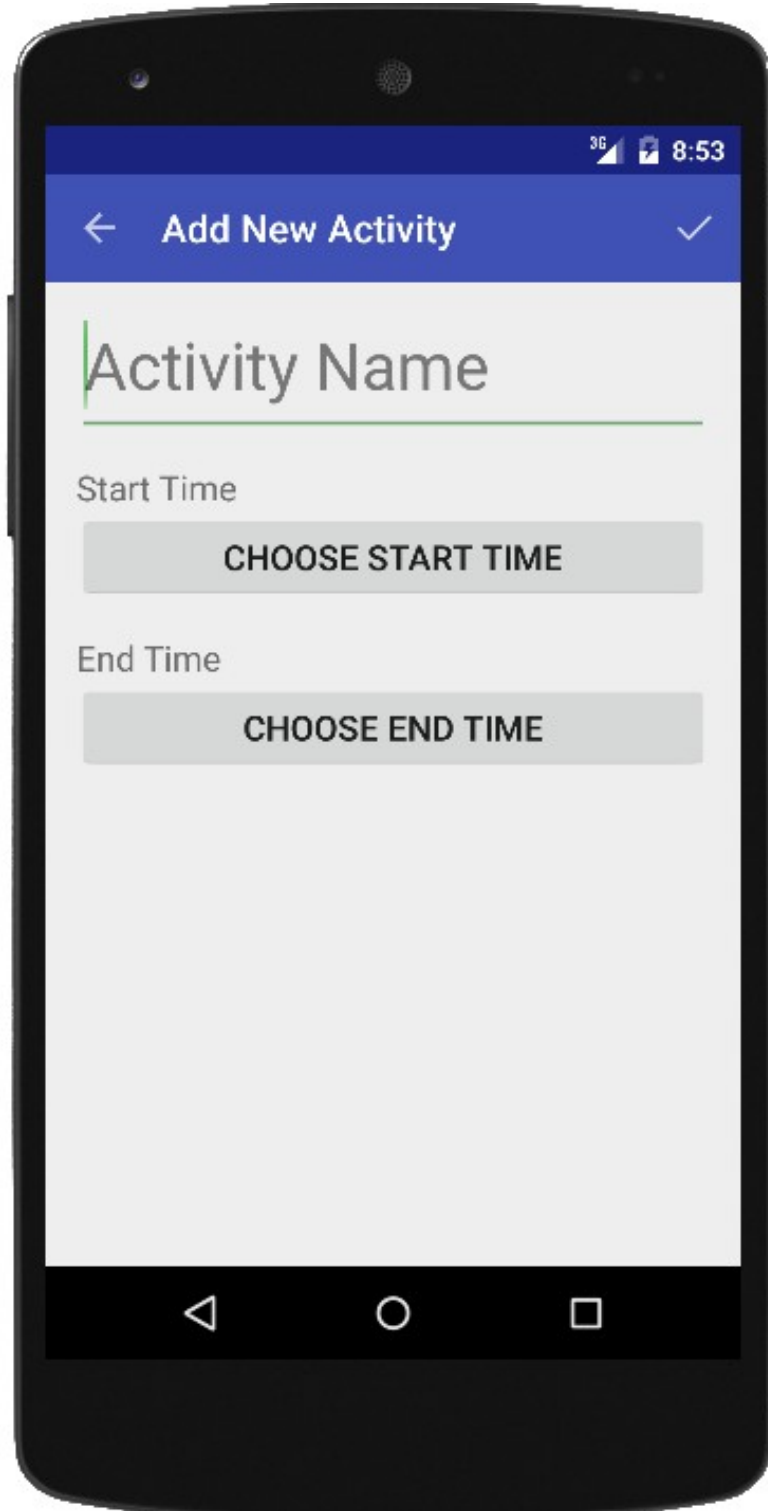 3G 8:53
Add New Activity
Activity Name
Start Time
CHOOSE START TIME
End Time
CHOOSE END TIME